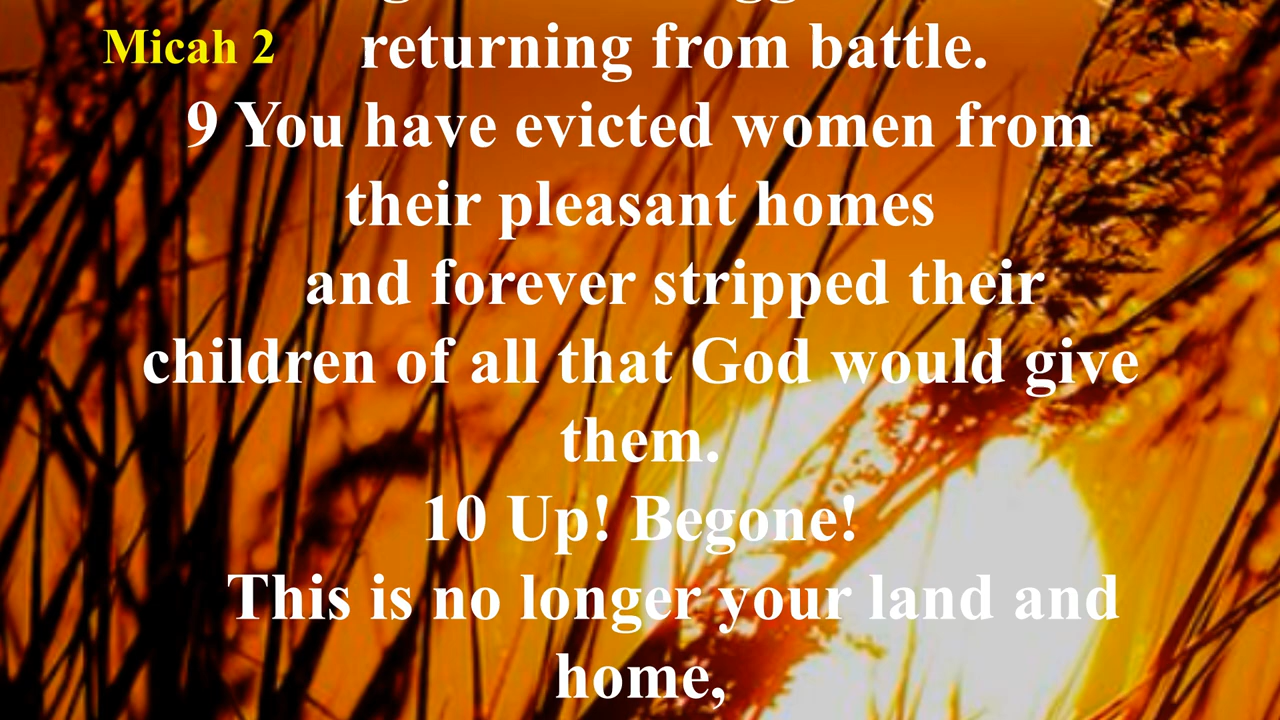 Micah 2
returning from battle.
9 You have evicted women from
their pleasant homes
and forever stripped their
children of all that God would give
them.
10 Up! Begone!
This is no longer your land and
home,